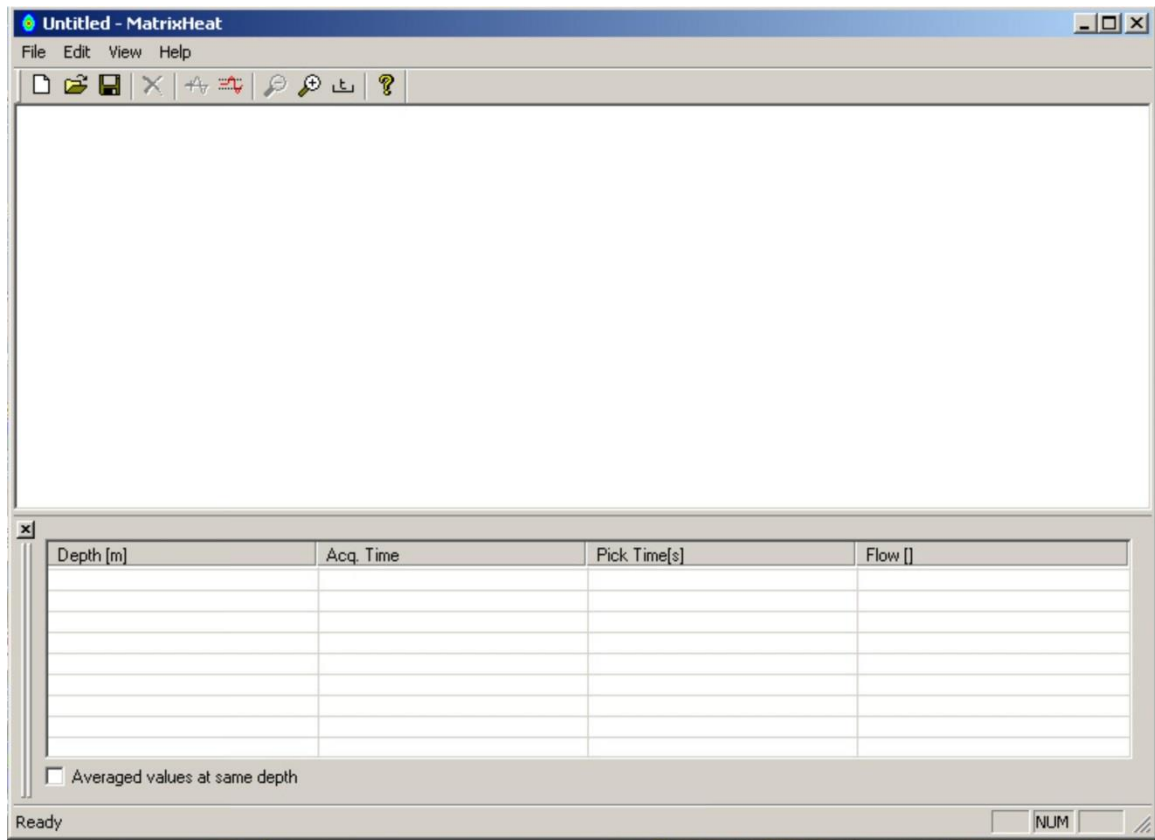 Untitled - MatrixHeat
File Edit View Help
Depth [m] Acq. Time Pick Time[s] Flow []
Averaged values at same depth
Ready NUM